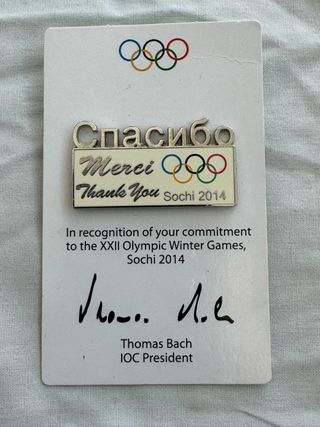 Спасибо
Merci
Thank You Sochi 2014
In recognition of your commitment
to the XXII Olympic Winter Games,
Sochi 2014
Thomas Bach
IOC President